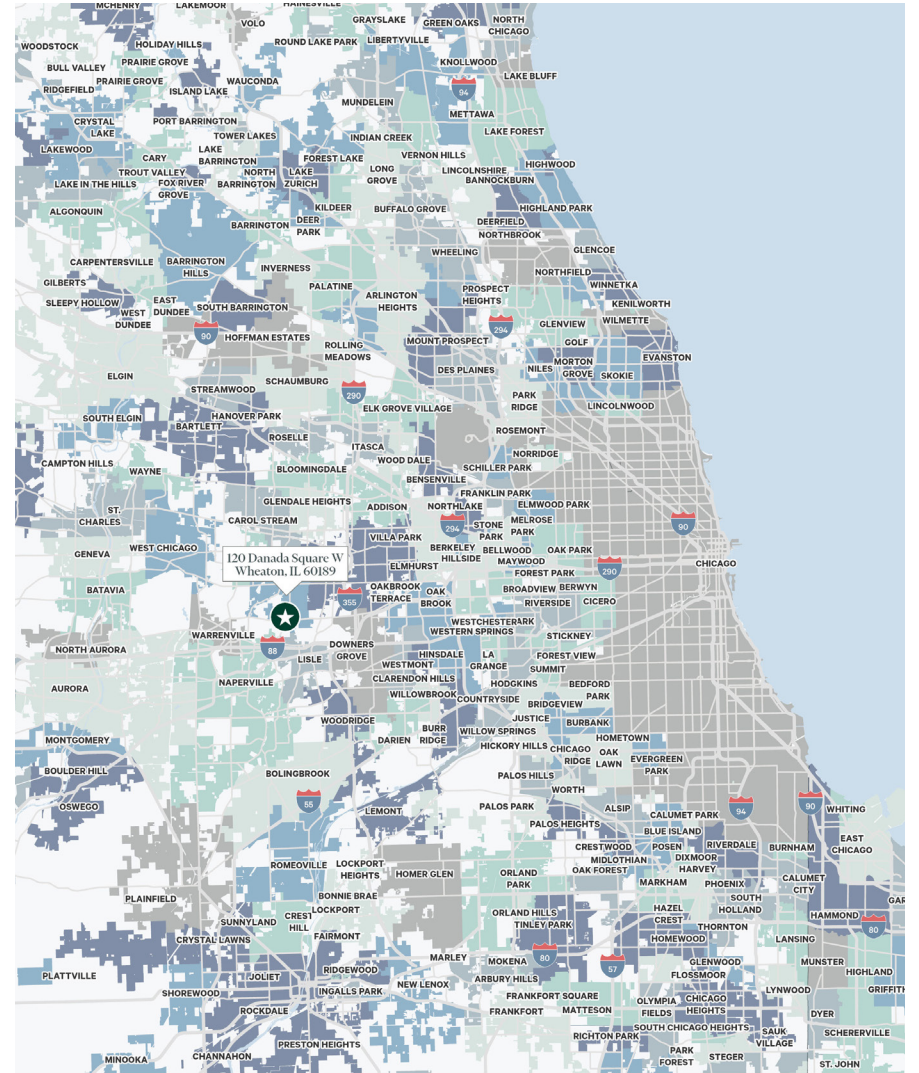 MCHENRY
LAKEMOOR
HAINESVILLE
VOLO
GRAYSLAKE
GREEN OAKS
NORTH
CHICAGO
WOODSTOCK
HOLIDAY HILLS
ROUND LAKE PARK
LIBERTYVILLE
BULL VALLEY
PRAIRIE GROVE
KNOLLWOOD
LAKE BLUFF
RIDGEFIELD
PRAIRIE GROVE
ISLAND LAKE
WAUCONDA
94
MUNDELEIN
METTAWA
CRYSTAL
LAKE
PORT BARRINGTON
TOWER LAKES
INDIAN CREEK
LAKE FOREST
LAKEWOOD
CARY
LAKE
BARRINGTON
FOREST LAKE
VERNON HILLS
HIGHWOOD
TROUT VALLEY
NORTH
BARRINGTON
LAKE
ZURICH
LONG
GROVE
LINCOLNSHIRE
BANNOCKBURN
LAKE IN THE HILLS
FOX RIVER
GROVE
ALGONQUIN
KILDEER
BUFFALO GROVE
HIGHLAND PARK
BARRINGTON
DEER
PARK
DEERFIELD
NORTHBROOK
WHEELING
GLENCOE
CARPENTERSVILLE
BARRINGTON
HILLS
INVERNESS
NORTHFIELD
GILBERTS
PALATINE
PROSPECT
HEIGHTS
WINNETKA
SLEEPY HOLLOW
EAST
DUNDEE
SOUTH BARRINGTON
ARLINGTON
HEIGHTS
KENILWORTH
WEST
DUNDEE
90
294
GLENVIEW
WILMETTE
HOFFMAN ESTATES
ROLLING
MEADOWS
MOUNT PROSPECT
GOLF
EVANSTON
ELGIN
SCHAUMBURG
DES PLAINES
NILES
MORTON
GROVE
SKOKIE
STREAMWOOD
290
PARK
RIDGE
LINCOLNWOOD
SOUTH ELGIN
HANOVER PARK
ELK GROVE VILLAGE
BARTLETT
ROSELLE
ROSEMONT
ITASCA
NORRIDGE
CAMPTON HILLS
WAYNE
BLOOMINGDALE
WOOD DALE
SCHILLER PARK
BENSENVILLE
FRANKLIN PARK
ST.
CHARLES
GLENDALE HEIGHTS
ADDISON
NORTHLAKE
ELMWOOD PARK
CAROL STREAM
294
STONE
PARK
MELROSE
PARK
90
VILLA PARK
GENEVA
WEST CHICAGO
BERKELEY
HILLSIDE
BELLWOOD
OAK PARK
120 Danada Square W
Wheaton, IL 60189
ELMHURST
MAYWOOD
290
CHICAGO
FOREST PARK
BATAVIA
355
OAKBROOK
TERRACE
OAK
BROOK
BROADVIEW
BERWYN
RIVERSIDE
CICERO
WARRENVILLE
WESTCHESTER
ARK
WESTERN SPRINGS
STICKNEY
NORTH AURORA
88
LISLE
DOWNERS
GROVE
HINSDALE
LA
GRANGE
FOREST VIEW
WESTMONT
SUMMIT
AURORA
NAPERVILLE
CLARENDON HILLS
HODGKINS
BEDFORD
PARK
WILLOWBROOK
COUNTRYSIDE
BRIDGEVIEW
WOODRIDGE
BURR
RIDGE
JUSTICE
BURBANK
MONTGOMERY
DARIEN
WILLOW SPRINGS
HOMETOWN
HICKORY HILLS
CHICAGO
RIDGE
OAK
LAWN
EVERGREEN
PARK
BOULDER HILL
BOLINGBROOK
PALOS HILLS
WORTH
OSWEGO
55
LEMONT
PALOS PARK
ALSIP
CALUMET PARK
94
90
WHITING
PALOS HEIGHTS
BLUE ISLAND
CRESTWOOD
POSEN
RIVERDALE
BURNHAM
EAST
CHICAGO
ROMEOVILLE
LOCKPORT
HEIGHTS
MIDLOTHIAN
DIXMOOR
HOMER GLEN
ORLAND
PARK
OAK FOREST
HARVEY
MARKHAM
PHOENIX
CALUMET
CITY
PLAINFIELD
BONNIE BRAE
SOUTH
HOLLAND
GAR
CREST
HILL
LOCKPORT
ORLAND HILLS
HAZEL
CREST
HAMMOND
SUNNYLAND
TINLEY PARK
THORNTON
80
CRYSTAL LAWNS
FAIRMONT
HOMEWOOD
LANSING
80
MARLEY
MOKENA
57
GLENWOOD
MUNSTER
PLATTVILLE
JOLIET
RIDGEWOOD
ARBURY HILLS
FLOSSMOOR
HIGHLAND
NEW LENOX
LYNWOOD
SHOREWOOD
INGALLS PARK
FRANKFORT SQUARE
OLYMPIA
FIELDS
CHICAGO
HEIGHTS
GRIFFITH
ROCKDALE
FRANKFORT
MATTESON
DYER
SOUTH CHICAGO HEIGHTS
SAUK
VILLAGE
SCHERERVILLE
PRESTON HEIGHTS
RICHTON PARK
MINOOKA
CHANNAHON
PARK
FOREST
STEGER
ST. JOHN